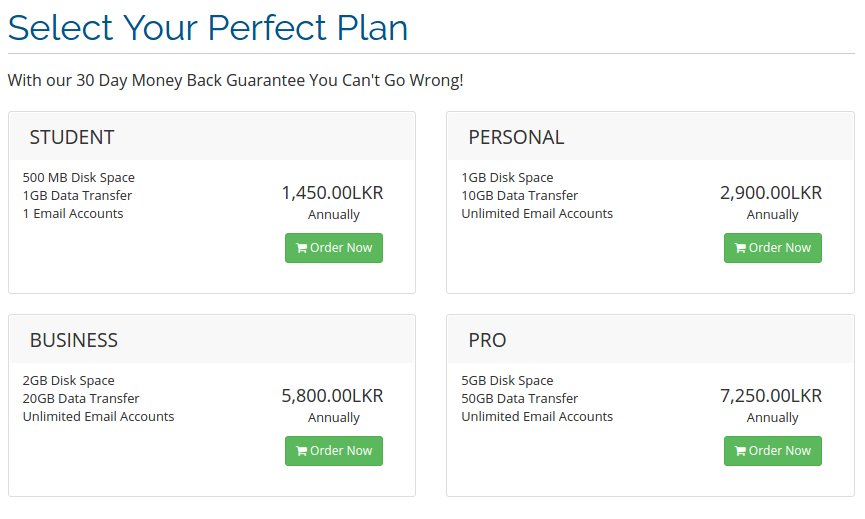 Select Your Perfect Plan
With our 30 Day Money Back Guarantee You Can't Go Wrong!
STUDENT
500 MB Disk Space
1GB Data Transfer
1 Email Accounts
1,450.00LKR
Annually
Order Now
PERSONAL
1GB Disk Space
10GB Data Transfer
Unlimited Email Accounts
2,900.00LKR
Annually
Order Now
BUSINESS
2GB Disk Space
20GB Data Transfer
Unlimited Email Accounts
5,800.00LKR
Annually
Order Now
PRO
5GB Disk Space
50GB Data Transfer
Unlimited Email Accounts
7,250.00LKR
Annually
Order Now